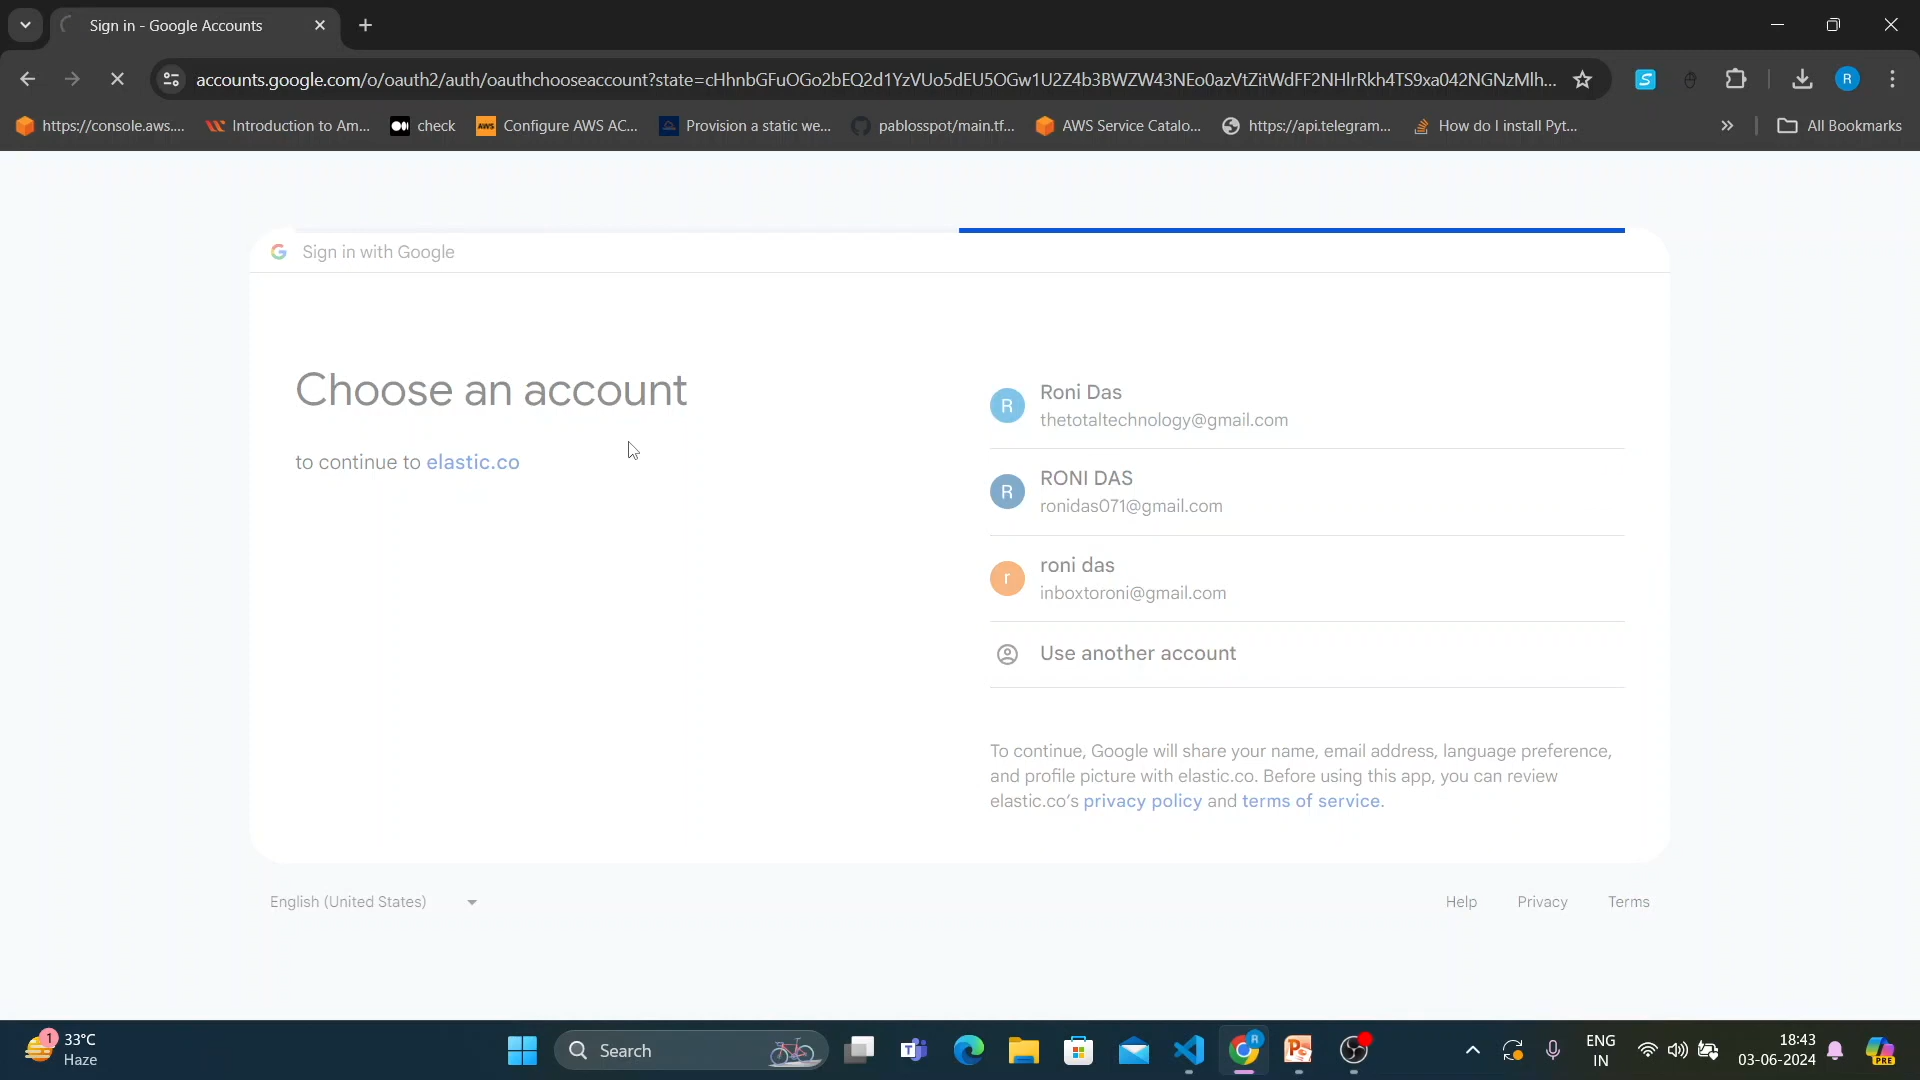 Sign in - Google Accounts
accounts.google.com/o/oauth2/auth/oauthchooseaccount?state=cHhnbGFuOGo2bEQ2d1YzVUo5dEU5OGw1U2Z4b3BWZW43NEo0azVtZitWdFF2NHlrRkh4TS9xa042NGNzMlh...
https://console.aws....
Introduction to Am...
check
Configure AWS AC...
Provision a static we...
pablosspot/main.tf...
AWS Service Catalo...
https://api.telegram...
How do I install Pyt...
All Bookmarks
Sign in with Google
Choose an account
to continue to elastic.co
R
Roni Das
thetotaltechnology@gmail.com
R
RONI DAS
ronidas071@gmail.com
r
roni das
inboxtoroni@gmail.com
Use another account
To continue, Google will share your name, email address, language preference,
and profile picture with elastic.co. Before using this app, you can review
elastic.co's privacy policy and terms of service.
English (United States)
Help
Privacy
Terms
1
33°C
Haze
Search
ENG
IN
18:43
03-06-2024
PRE